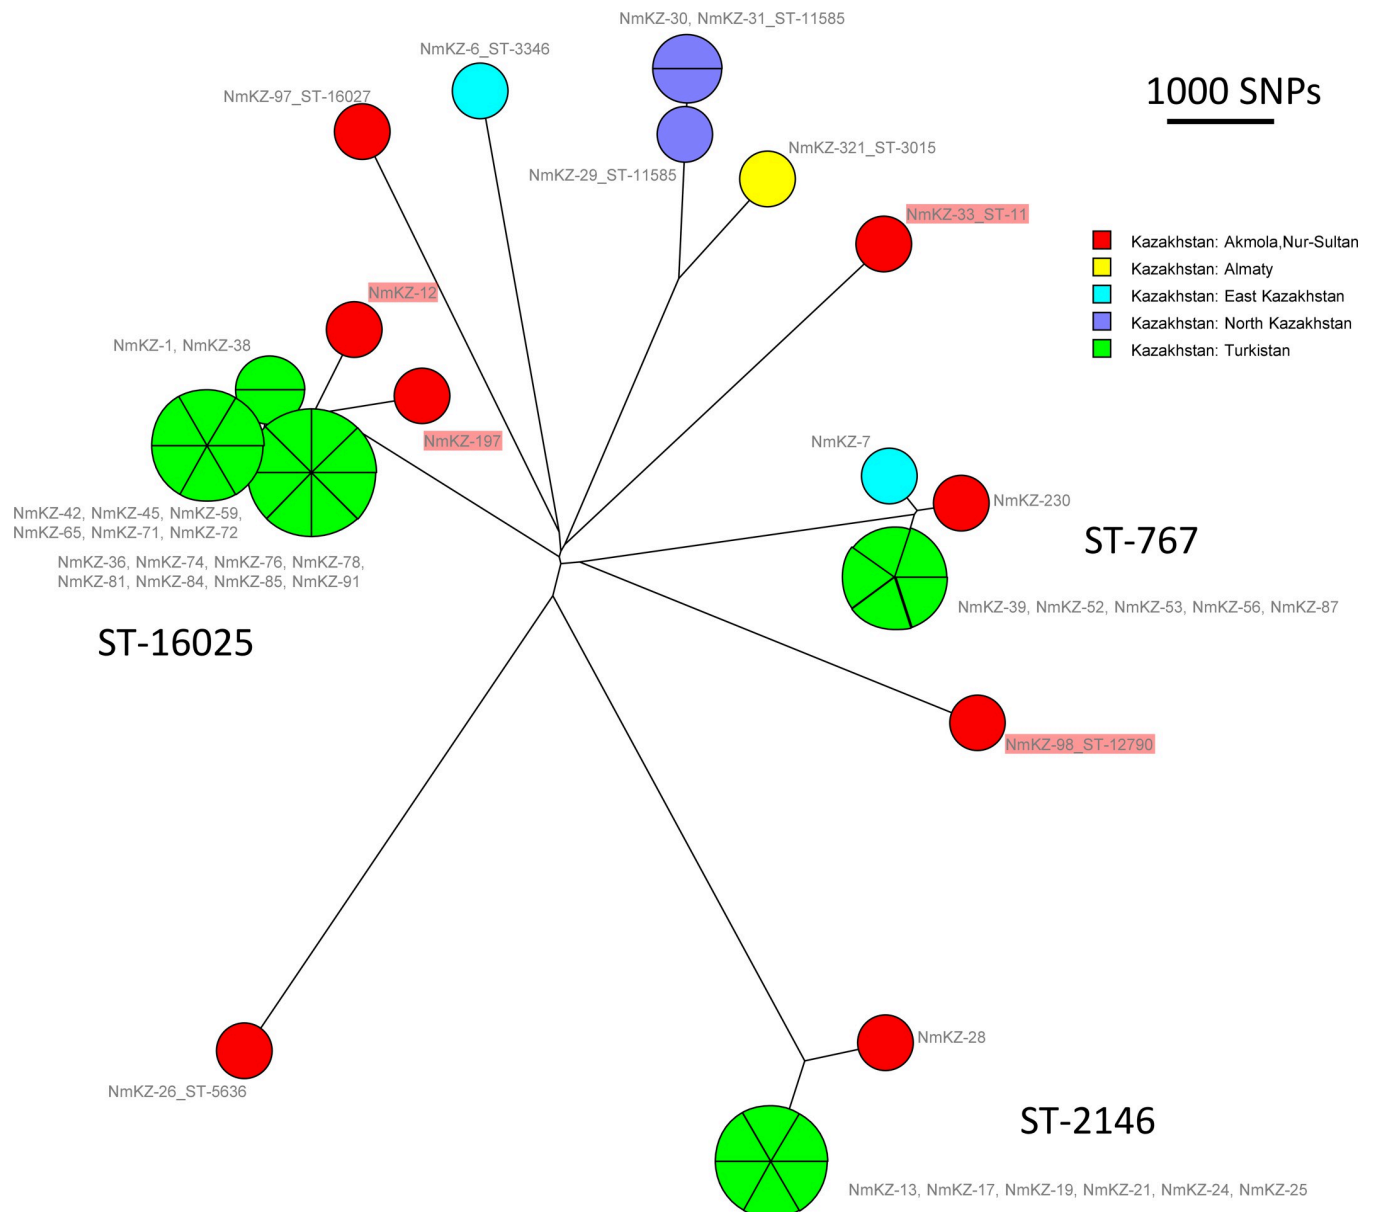 NmKZ-30, NmKZ-31_ST-11585
NmKZ-6_ST-3346
NmKZ-97_ST-16027
1000 SNPs
NmKZ-321_ST-3015
NmKZ-29_ST-11585
NmKZ-33_ST-11
Kazakhstan: Akmola,Nur-Sultan
Kazakhstan: Almaty
Kazakhstan: East Kazakhstan
Kazakhstan: North Kazakhstan
Kazakhstan: Turkistan
NmKZ-12
NmKZ-1, NmKZ-38
NmKZ-197
NmKZ-7
NmKZ-230
NmKZ-42, NmKZ-45, NmKZ-59,
NmKZ-65, NmKZ-71, NmKZ-72
ST-767
NmKZ-36, NmKZ-74, NmKZ-76, NmKZ-78,
NmKZ-81, NmKZ-84, NmKZ-85, NmKZ-91
NmKZ-39, NmKZ-52, NmKZ-53, NmKZ-56, NmKZ-87
ST-16025
NmKZ-98_ST-12790
NmKZ-28
NmKZ-26_ST-5636
ST-2146
NmKZ-13, NmKZ-17, NmKZ-19, NmKZ-21, NmKZ-24, NmKZ-25